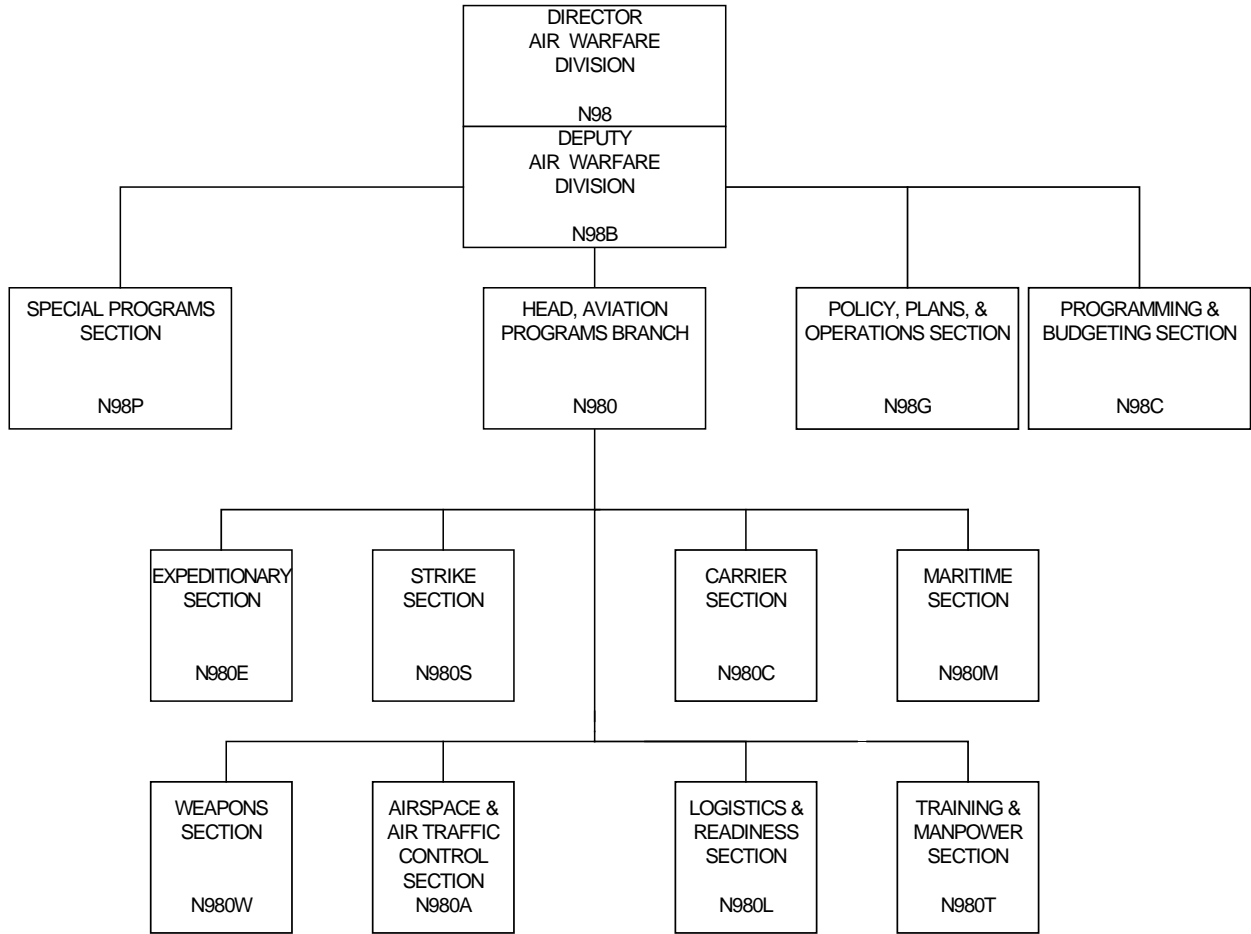 DIRECTOR
AIR WARFARE
DIVISION
N98
DEPUTY
AIR WARFARE
DIVISION
N98B
SPECIAL PROGRAMS
SECTION
N98P
HEAD, AVIATION
PROGRAMS BRANCH
N980
POLICY, PLANS, &
OPERATIONS SECTION
N98G
PROGRAMMING &
BUDGETING SECTION
N98C
EXPEDITIONARY
SECTION
N980E
STRIKE
SECTION
N980S
CARRIER
SECTION
N980C
MARITIME
SECTION
N980M
WEAPONS
SECTION
N980W
AIRSPACE &
AIR TRAFFIC
CONTROL
SECTION
N980A
LOGISTICS &
READINESS
SECTION
N980L
TRAINING &
MANPOWER
SECTION
N980T